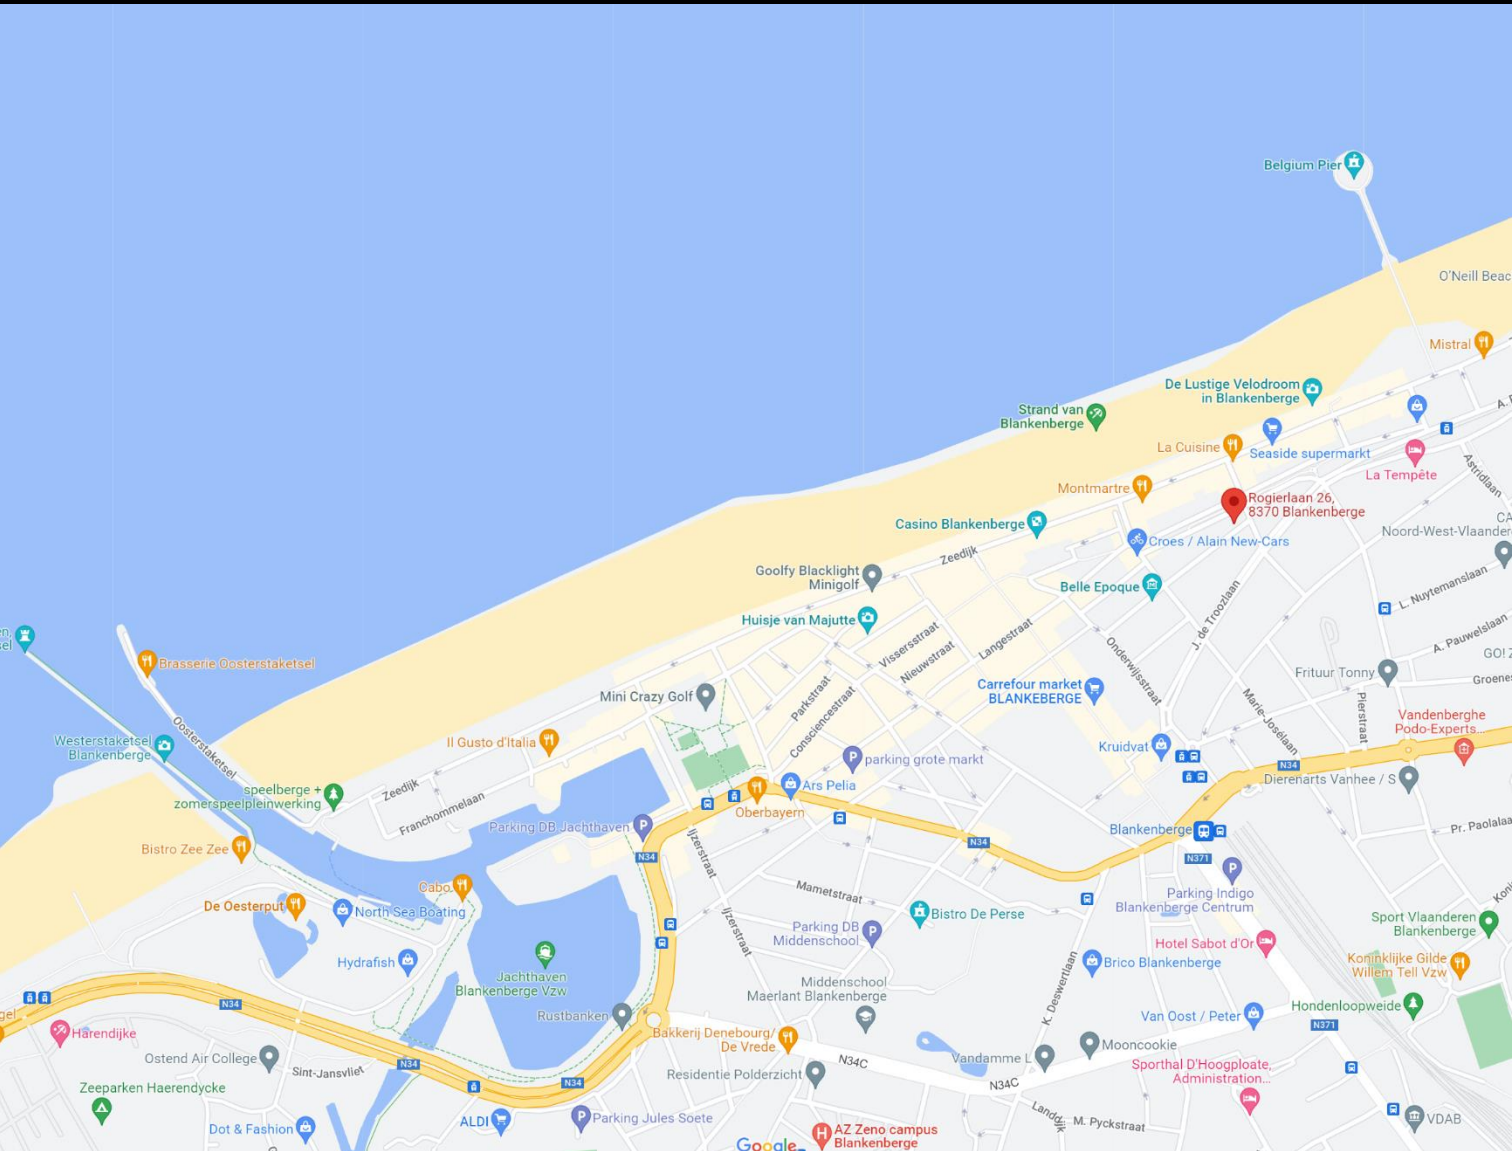 Belgium Pier
O'Neill Beac
Mistral
De Lustige Velodroom
in Blankenberge
Strand van
Blankenberge
La Cuisine
Seaside supermarkt
La Tempête
Astridlaan
Montmartre
Rogierlaan 26,
8370 Blankenberge
Casino Blankenberge
Noord-West-Vlaander
Croes / Alain New-Cars
Zeedijk
Goolfy Blacklight
Minigolf
Belle Epoque
L. Nuytemanslaan
Huisje van Majutte
J. de Troozlaan
A. Pauwelslaan
Vissersstraat
Nieuwstraat
Langestraat
Onderwijsstraat
GO! Z
Brasserie Oosterstaketsel
Frituur Tonny
Groenes
Mini Crazy Golf
Parkstraat
Consciencestraat
Carrefour market
BLANKEBERGE
Marie-Josélaan
Pierstraat
Vandenberghe
Podo-Experts...
Oosterstaketsel
Westerstaketsel
Blankenberge
Il Gusto d'Italia
Kruidvat
parking grote markt
N34
Dierenarts Vanhee / S
speelberge +
zomerspeelpleinwerking
Zeedijk
Franchommelaan
Ars Pelia
Oberbayern
Parking DB Jachthaven
Blankenberge
Pr. Paolalaa
Bistro Zee Zee
N34
Ijzerstraat
N34
N371
Cabo
Mametstraat
Parking Indigo
Blankenberge Centrum
De Oesterput
North Sea Boating
Ijzerstraat
Bistro De Perse
Sport Vlaanderen
Blankenberge
Parking DB
Middenschool
Hotel Sabot d'Or
Hydrafish
Jachthaven
Blankenberge Vzw
K. Deswertlaan
Brico Blankenberge
Koninklijke Gilde
Willem Tell Vzw
Middenschool
Maerlant Blankenberge
N34
Rustbanken
Van Oost / Peter
Hondenloopweide
N371
Harendijke
Bakkerij Denebourg/
De Vrede
Mooncookie
Ostend Air College
Sint-Jansvliet
N34
N34C
Vandamme L
Sporthal D'Hoogploate,
Administration...
Residentie Polderzicht
N34
N34C
Zeeparken Haerendycke
ALDI
Parking Jules Soete
Landdijk
M. Pyckstraat
VDAB
Dot & Fashion
AZ Zeno campus
Blankenberge
Google